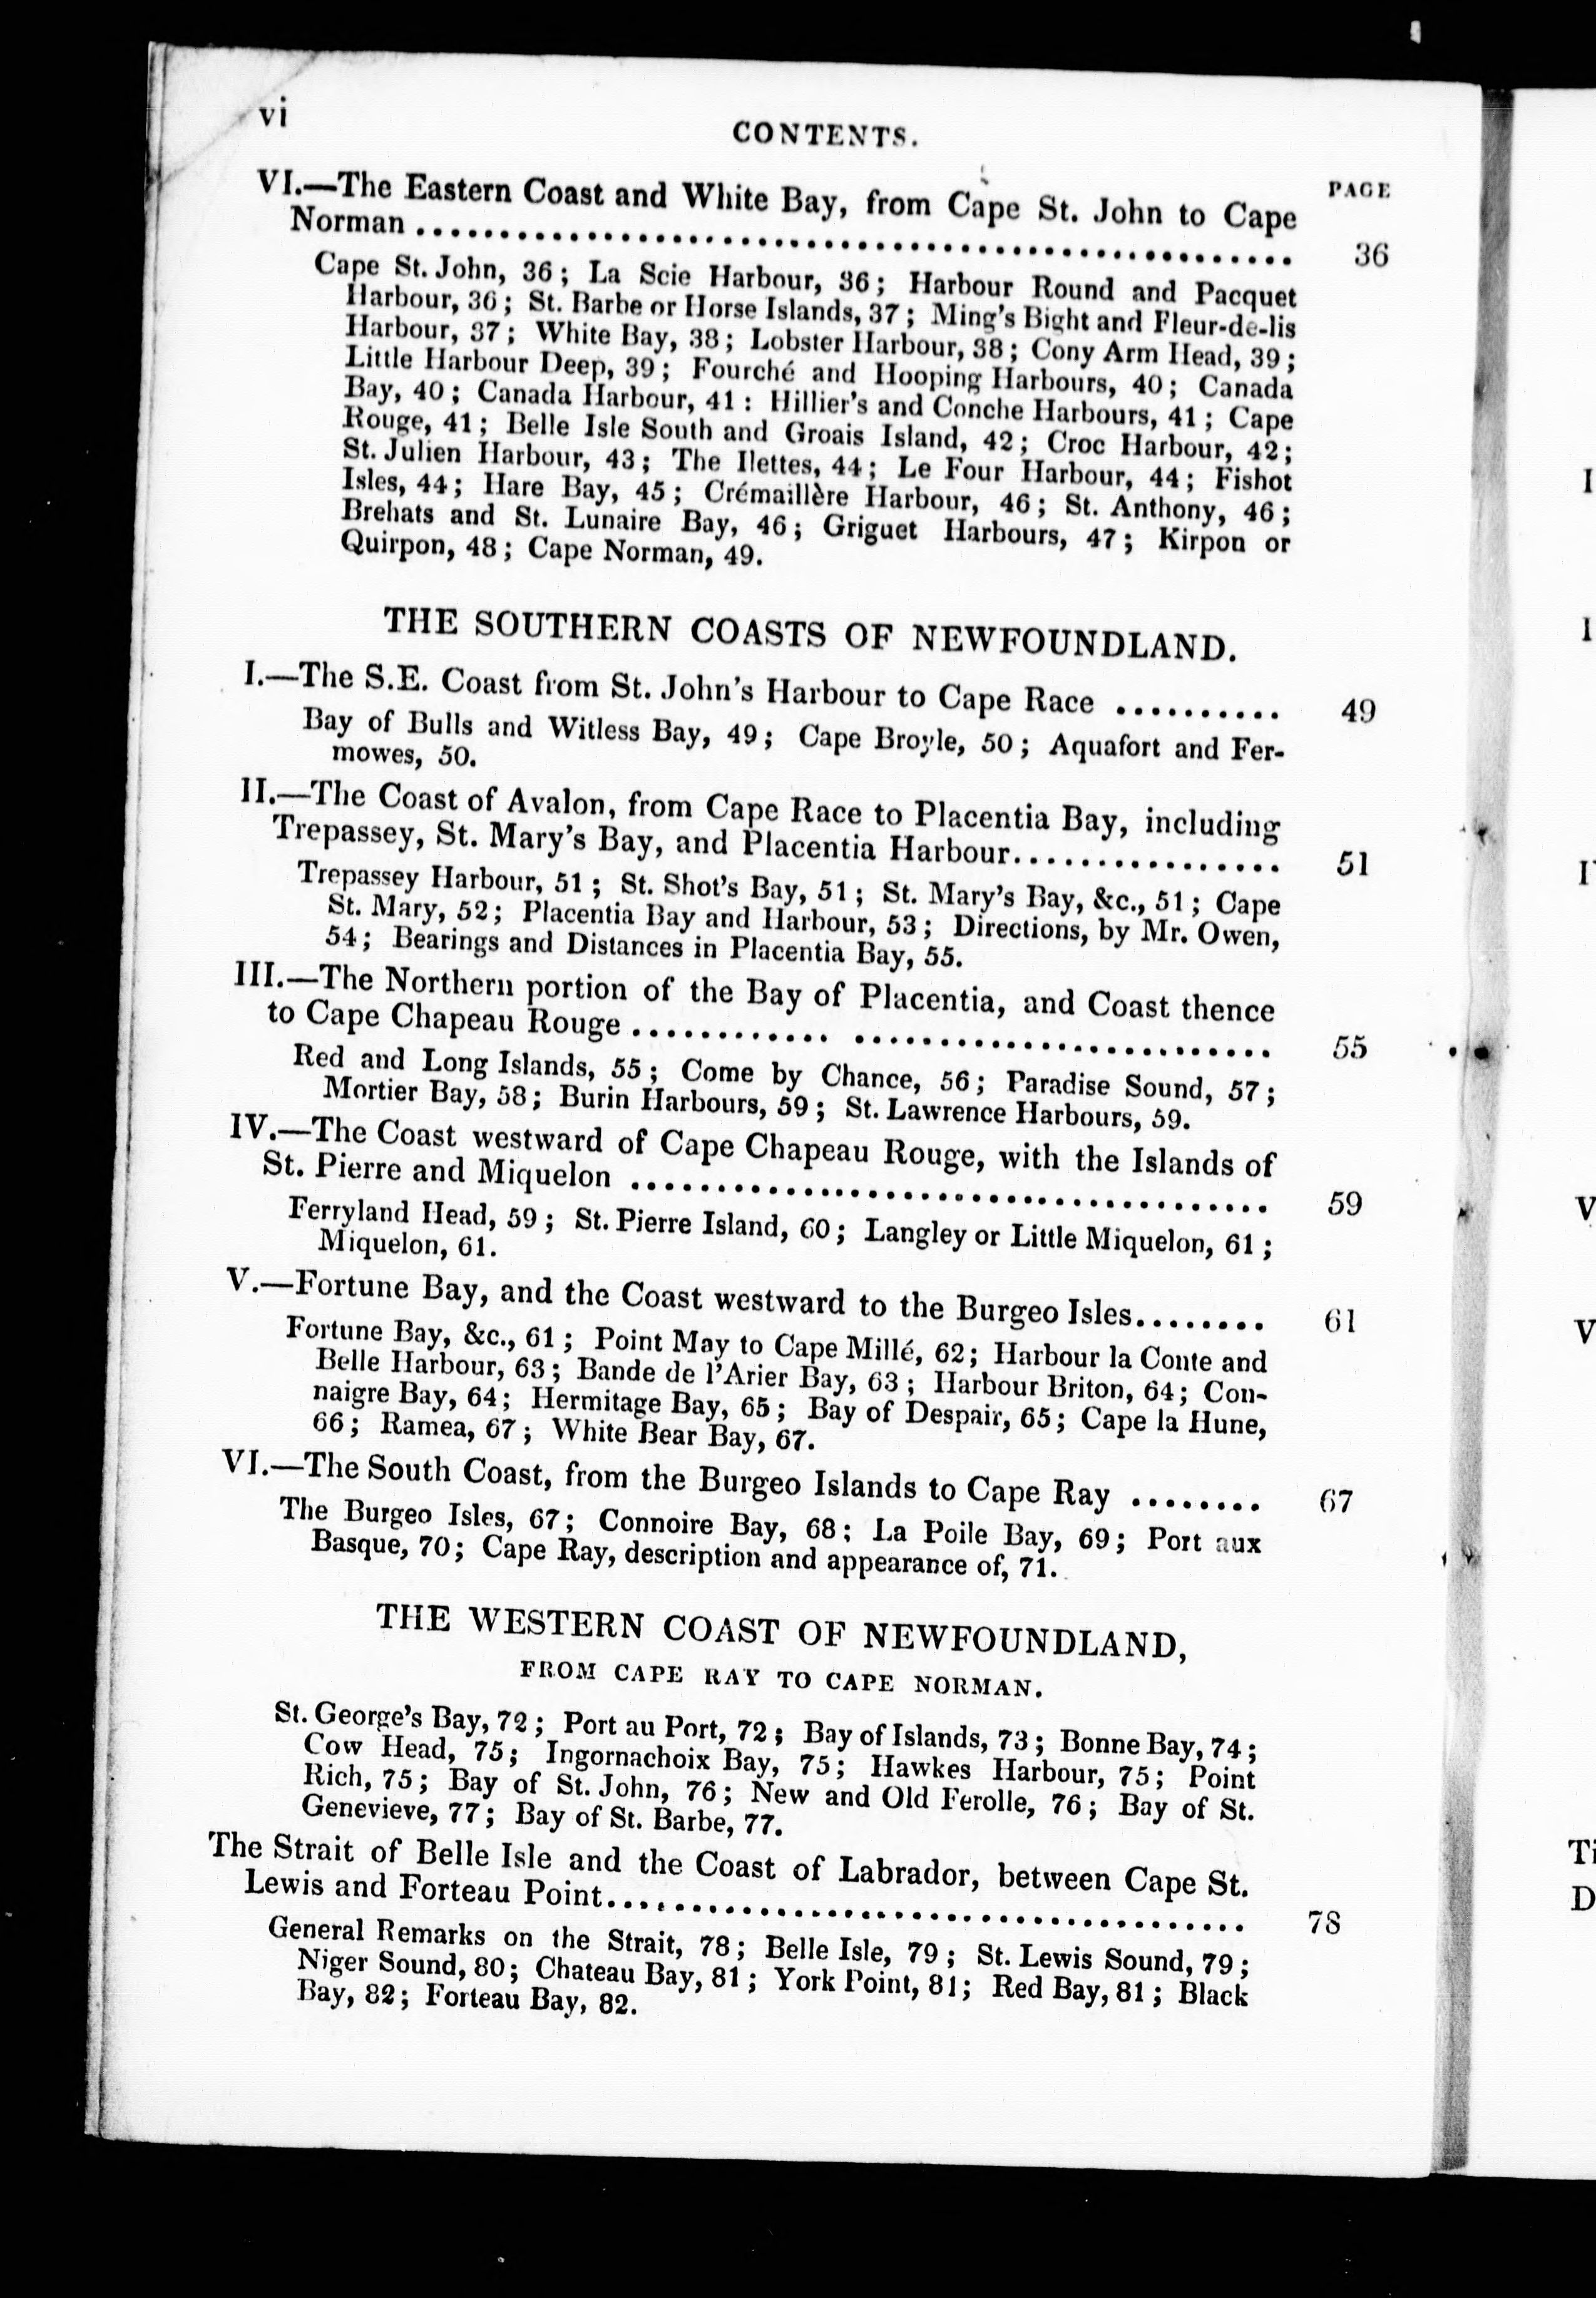 vi
CONTENTS.
PAGE
VI.—The Eastern Coast and White Bay, from Cape St. John to Cape
Norman ........................................................ 36
Cape St. John, 36; La Scie Harbour, 36; Harbour Round and Pacquet
Harbour, 36; St. Barbe or Horse Islands, 37; Ming's Bight and Fleur-de-lis
Harbour, 37; White Bay, 38; Lobster Harbour, 38; Cony Arm Head, 39;
Little Harbour Deep, 39; Fourché and Hooping Harbours, 40; Canada
Bay, 40; Canada Harbour, 41: Hillier's and Conche Harbours, 41; Cape
Rouge, 41; Belle Isle South and Groais Island, 42; Croc Harbour, 42;
St. Julien Harbour, 43; The Ilettes, 44; Le Four Harbour, 44; Fishot
Isles, 44; Hare Bay, 45; Crémaillère Harbour, 46; St. Anthony, 46;
Brehats and St. Lunaire Bay, 46; Griguet Harbours, 47; Kirpon or
Quirpon, 48; Cape Norman, 49.
THE SOUTHERN COASTS OF NEWFOUNDLAND.
I.—The S.E. Coast from St. John's Harbour to Cape Race .......... 49
Bay of Bulls and Witless Bay, 49; Cape Broyle, 50; Aquafort and Fer-
mowes, 50.
II.—The Coast of Avalon, from Cape Race to Placentia Bay, including
Trepassey, St. Mary's Bay, and Placentia Harbour................ 51
Trepassey Harbour, 51; St. Shot's Bay, 51; St. Mary's Bay, &c., 51; Cape
St. Mary, 52; Placentia Bay and Harbour, 53; Directions, by Mr. Owen,
54; Bearings and Distances in Placentia Bay, 55.
III.—The Northern portion of the Bay of Placentia, and Coast thence
to Cape Chapeau Rouge ............ ......................... 55
Red and Long Islands, 55; Come by Chance, 56; Paradise Sound, 57;
Mortier Bay, 58; Burin Harbours, 59; St. Lawrence Harbours, 59.
IV.—The Coast westward of Cape Chapeau Rouge, with the Islands of
St. Pierre and Miquelon ...................................... 59
Ferryland Head, 59; St. Pierre Island, 60; Langley or Little Miquelon, 61;
Miquelon, 61.
V.—Fortune Bay, and the Coast westward to the Burgeo Isles........ 61
Fortune Bay, &c., 61; Point May to Cape Millé, 62; Harbour la Conte and
Belle Harbour, 63; Bande de l'Arier Bay, 63; Harbour Briton, 64; Con-
naigre Bay, 64; Hermitage Bay, 65; Bay of Despair, 65; Cape la Hune,
66; Ramea, 67; White Bear Bay, 67.
VI.—The South Coast, from the Burgeo Islands to Cape Ray ........ 67
The Burgeo Isles, 67; Connoire Bay, 68; La Poile Bay, 69; Port aux
Basque, 70; Cape Ray, description and appearance of, 71.
THE WESTERN COAST OF NEWFOUNDLAND,
FROM CAPE RAY TO CAPE NORMAN.
St. George's Bay, 72; Port au Port, 72; Bay of Islands, 73; Bonne Bay, 74;
Cow Head, 75; Ingornachoix Bay, 75; Hawkes Harbour, 75; Point
Rich, 75; Bay of St. John, 76; New and Old Ferolle, 76; Bay of St.
Genevieve, 77; Bay of St. Barbe, 77.
The Strait of Belle Isle and the Coast of Labrador, between Cape St.
Lewis and Forteau Point...................................... 78
General Remarks on the Strait, 78; Belle Isle, 79; St. Lewis Sound, 79;
Niger Sound, 80; Chateau Bay, 81; York Point, 81; Red Bay, 81; Black
Bay, 82; Forteau Bay, 82.